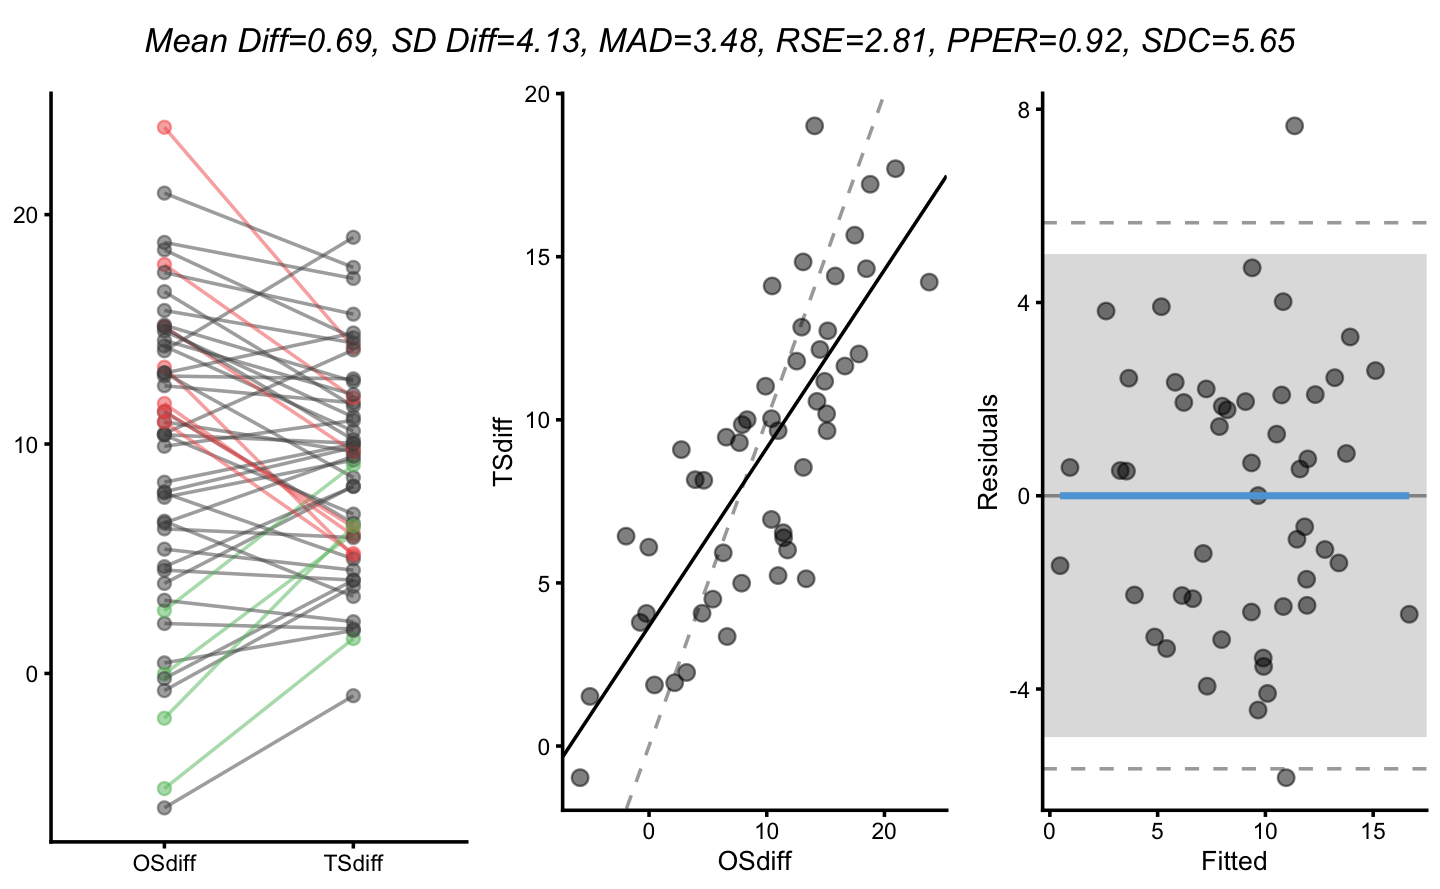 Mean Diff=0.69, SD Diff=4.13, MAD=3.48, RSE=2.81, PPER=0.92, SDC=5.65
20
10
0
OSdiff TSdiff
TSdiff
20
15
10
5
0
0 10 20
OSdiff
Residuals
8
4
0
-4
0 5 10 15
Fitted